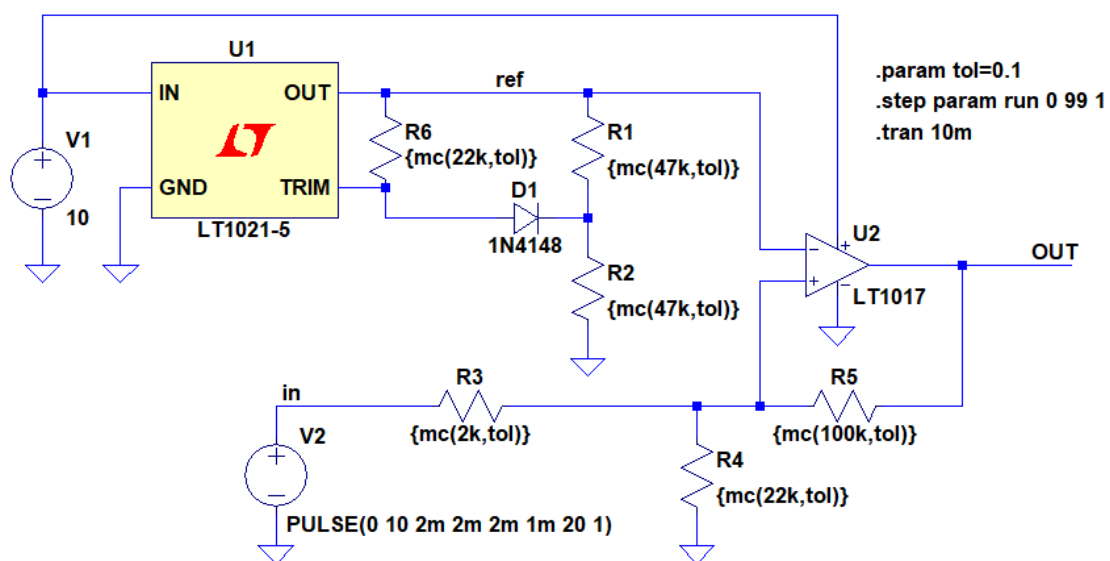 U1
IN
OUT
GND
TRIM
LT1021-5
V1
10
ref
R6
{mc(22k,tol)}
R1
{mc(47k,tol)}
D1
1N4148
R2
{mc(47k,tol)}
.param tol=0.1
.step param run 0 99 1
.tran 10m
U2
LT1017
OUT
in
R3
{mc(2k,tol)}
R5
{mc(100k,tol)}
V2
PULSE(0 10 2m 2m 2m 1m 20 1)
R4
{mc(22k,tol)}